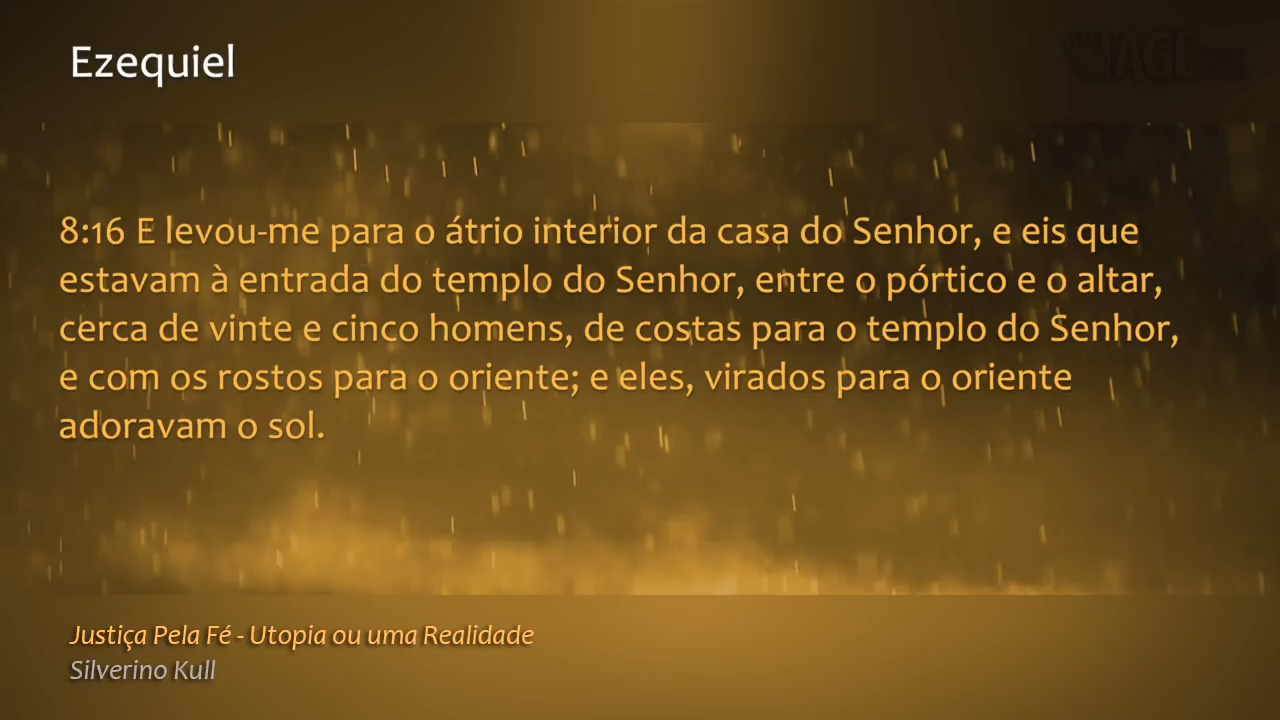 Ezequiel
8:16 E levou-me para o átrio interior da casa do Senhor, e eis que
estavam à entrada do templo do Senhor, entre o pórtico e o altar,
cerca de vinte e cinco homens, de costas para o templo do Senhor,
e com os rostos para o oriente; e eles, virados para o oriente
adoravam o sol.
Justiça Pela Fé - Utopia ou uma Realidade
Silverino Kull